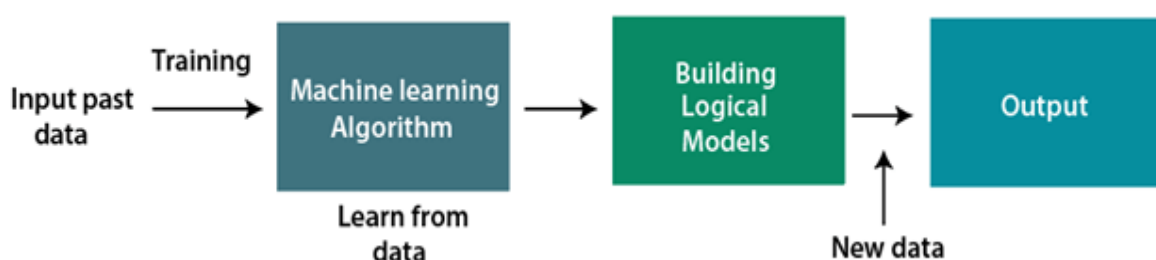 Training
Input past
data
Machine learning
Algorithm
Learn from
data
Building
Logical
Models
New data
Output